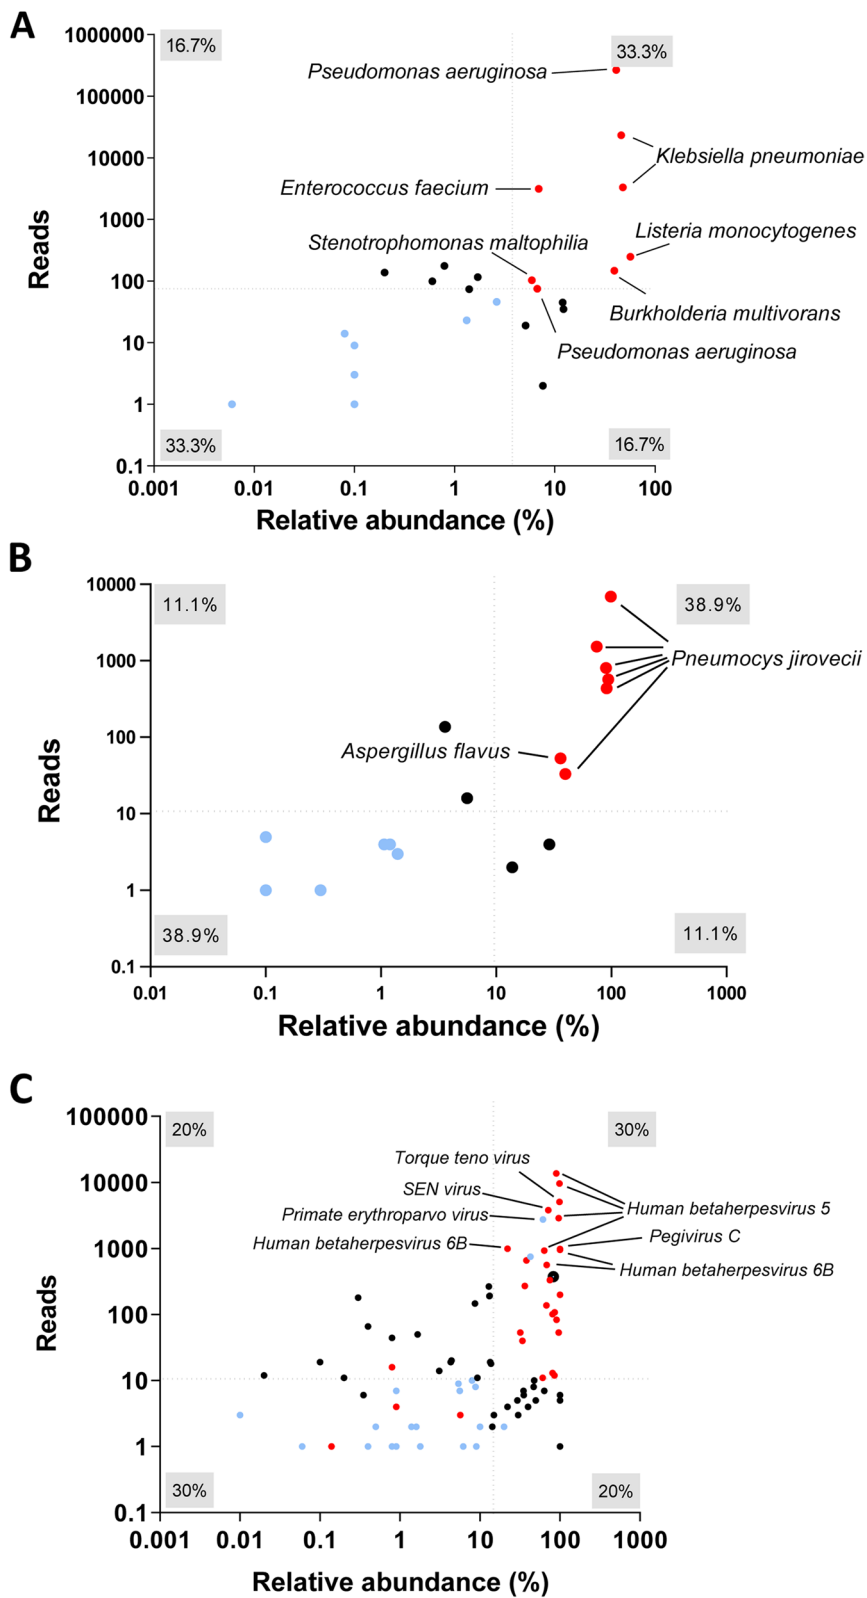 A
1000000
16.7%
33.3%
Pseudomonas aeruginosa
100000
10000
Klebsiella pneumoniae
Enterococcus faecium
1000
Listeria monocytogenes
Stenotrophomonas maltophilia
100
Burkholderia multivorans
10
Pseudomonas aeruginosa
1
33.3%
16.7%
0.1
Reads
0.001
0.01
0.1
1
10
100
Relative abundance (%)
B
10000
11.1%
38.9%
1000
Pneumocys jirovecii
100
Aspergillus flavus
10
1
38.9%
11.1%
0.1
Reads
0.01
0.1
1
10
100
1000
Relative abundance (%)
C
100000
20%
30%
Torque teno virus
10000
SEN virus
Human betaherpesvirus 5
Primate erythroparvo virus
Pegivirus C
Human betaherpesvirus 6B
1000
Human betaherpesvirus 6B
100
10
1
30%
20%
0.1
Reads
0.001
0.01
0.1
1
10
100
1000
Relative abundance (%)